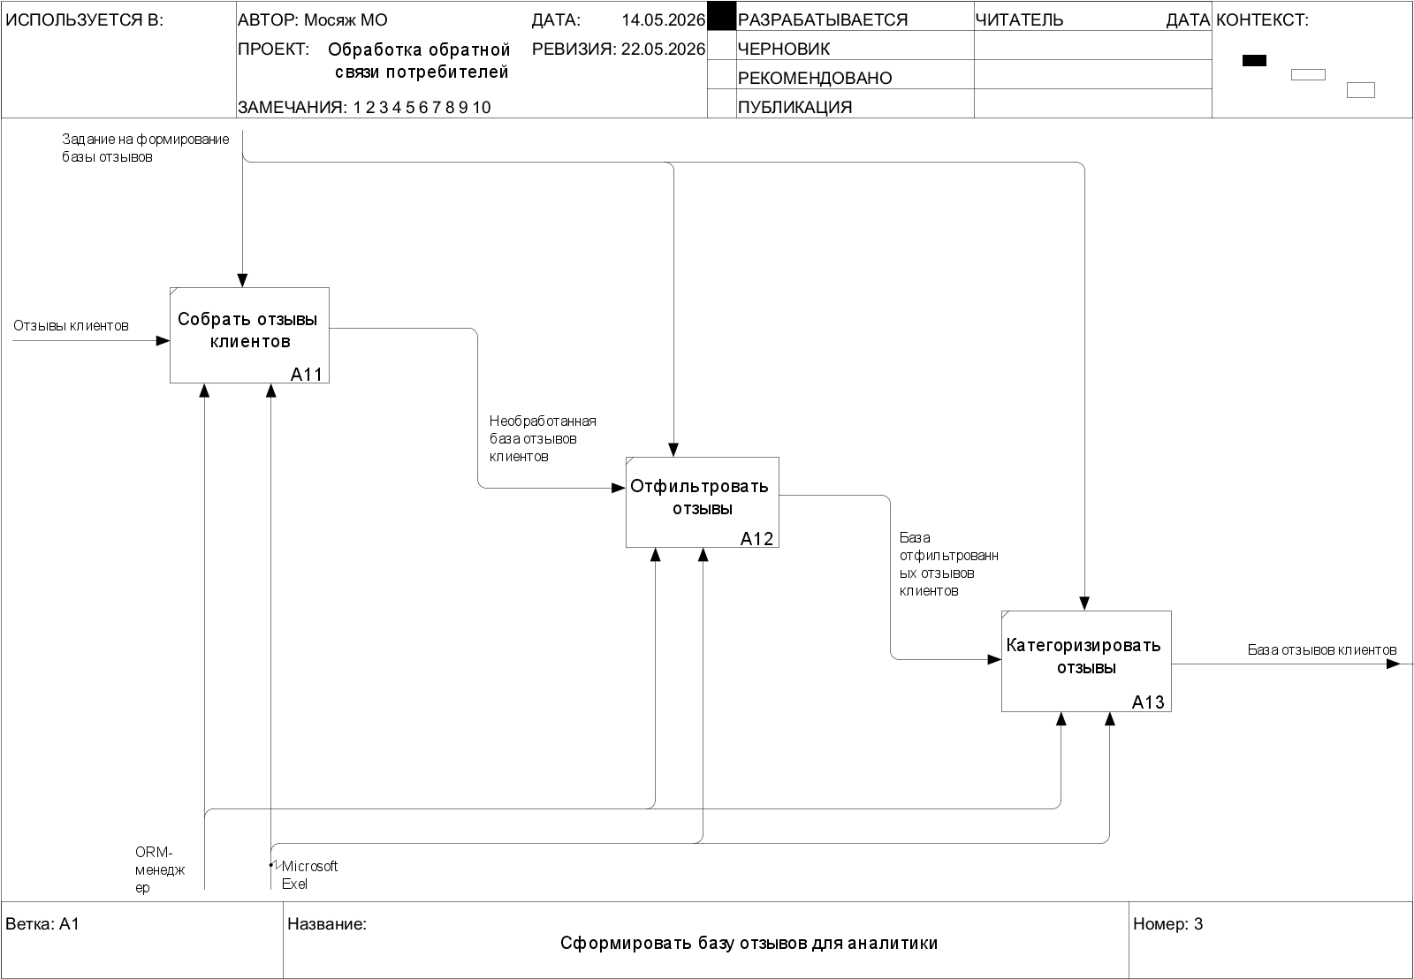 ИСПОЛЬЗУЕТСЯ В:
АВТОР: Мосяж МО
ДАТА: 14.05.2026
ПРОЕКТ: Обработка обратной
связи потребителей
РЕВИЗИЯ: 22.05.2026
ЗАМЕЧАНИЯ: 1 2 3 4 5 6 7 8 9 10
РАЗРАБАТЫВАЕТСЯ
ЧЕРНОВИК
РЕКОМЕНДОВАНО
ПУБЛИКАЦИЯ
ЧИТАТЕЛЬ
ДАТА
КОНТЕКСТ:
Задание на формирование
базы отзывов
Отзывы клиентов
Собрать отзывы
клиентов
A11
Необработанная
база отзывов
клиентов
Отфильтровать
отзывы
A12
База
отфильтрованн
ых отзывов
клиентов
Категоризировать
отзывы
A13
База отзывов клиентов
ORM-
менедж
ер
Microsoft
Exel
Ветка: A1
Название:
Сформировать базу отзывов для аналитики
Номер: 3